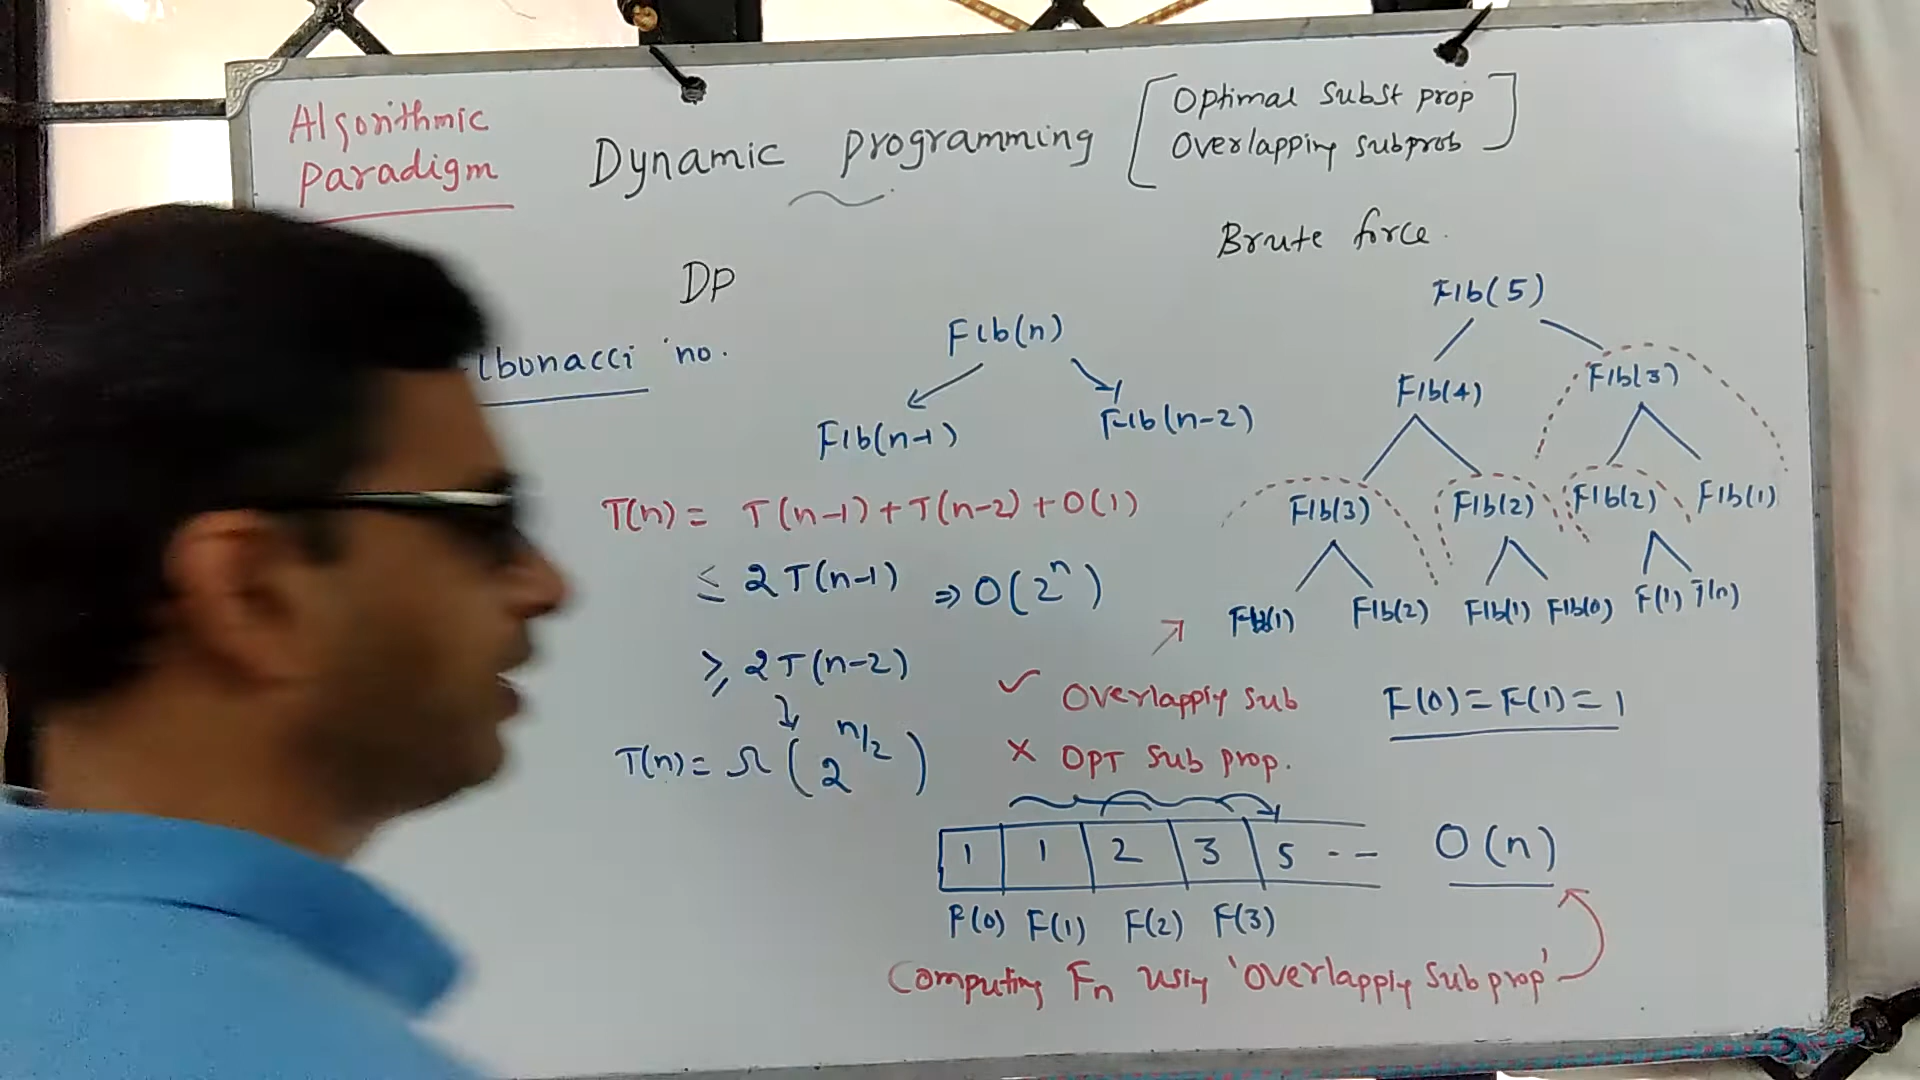 Algorithmic
Paradigm
Dynamic programming
Optimal Subst prop
Overlapping subprob
Brute force.
DP
Fibonacci no.
Fib(n)
Fib(n-1) Fib(n-2)
T(n) = T(n-1) + T(n-2) + O(1)
≤ 2T(n-1) ⇒ O(2^n)
≥ 2T(n-2)
T(n) = Ω(2^n/2)
Fib(5)
Fib(4) Fib(3)
Fib(3) Fib(2) Fib(2) Fib(1)
Fib(1) Fib(2) Fib(1) Fib(0) F(1)
✓ Overlappig Sub
× OPT Sub prop.
F(0) = F(1) = 1
1 1 2 3 5 --
O(n)
F(0) F(1) F(2) F(3)
Computing Fn using 'Overlappig Sub prop'